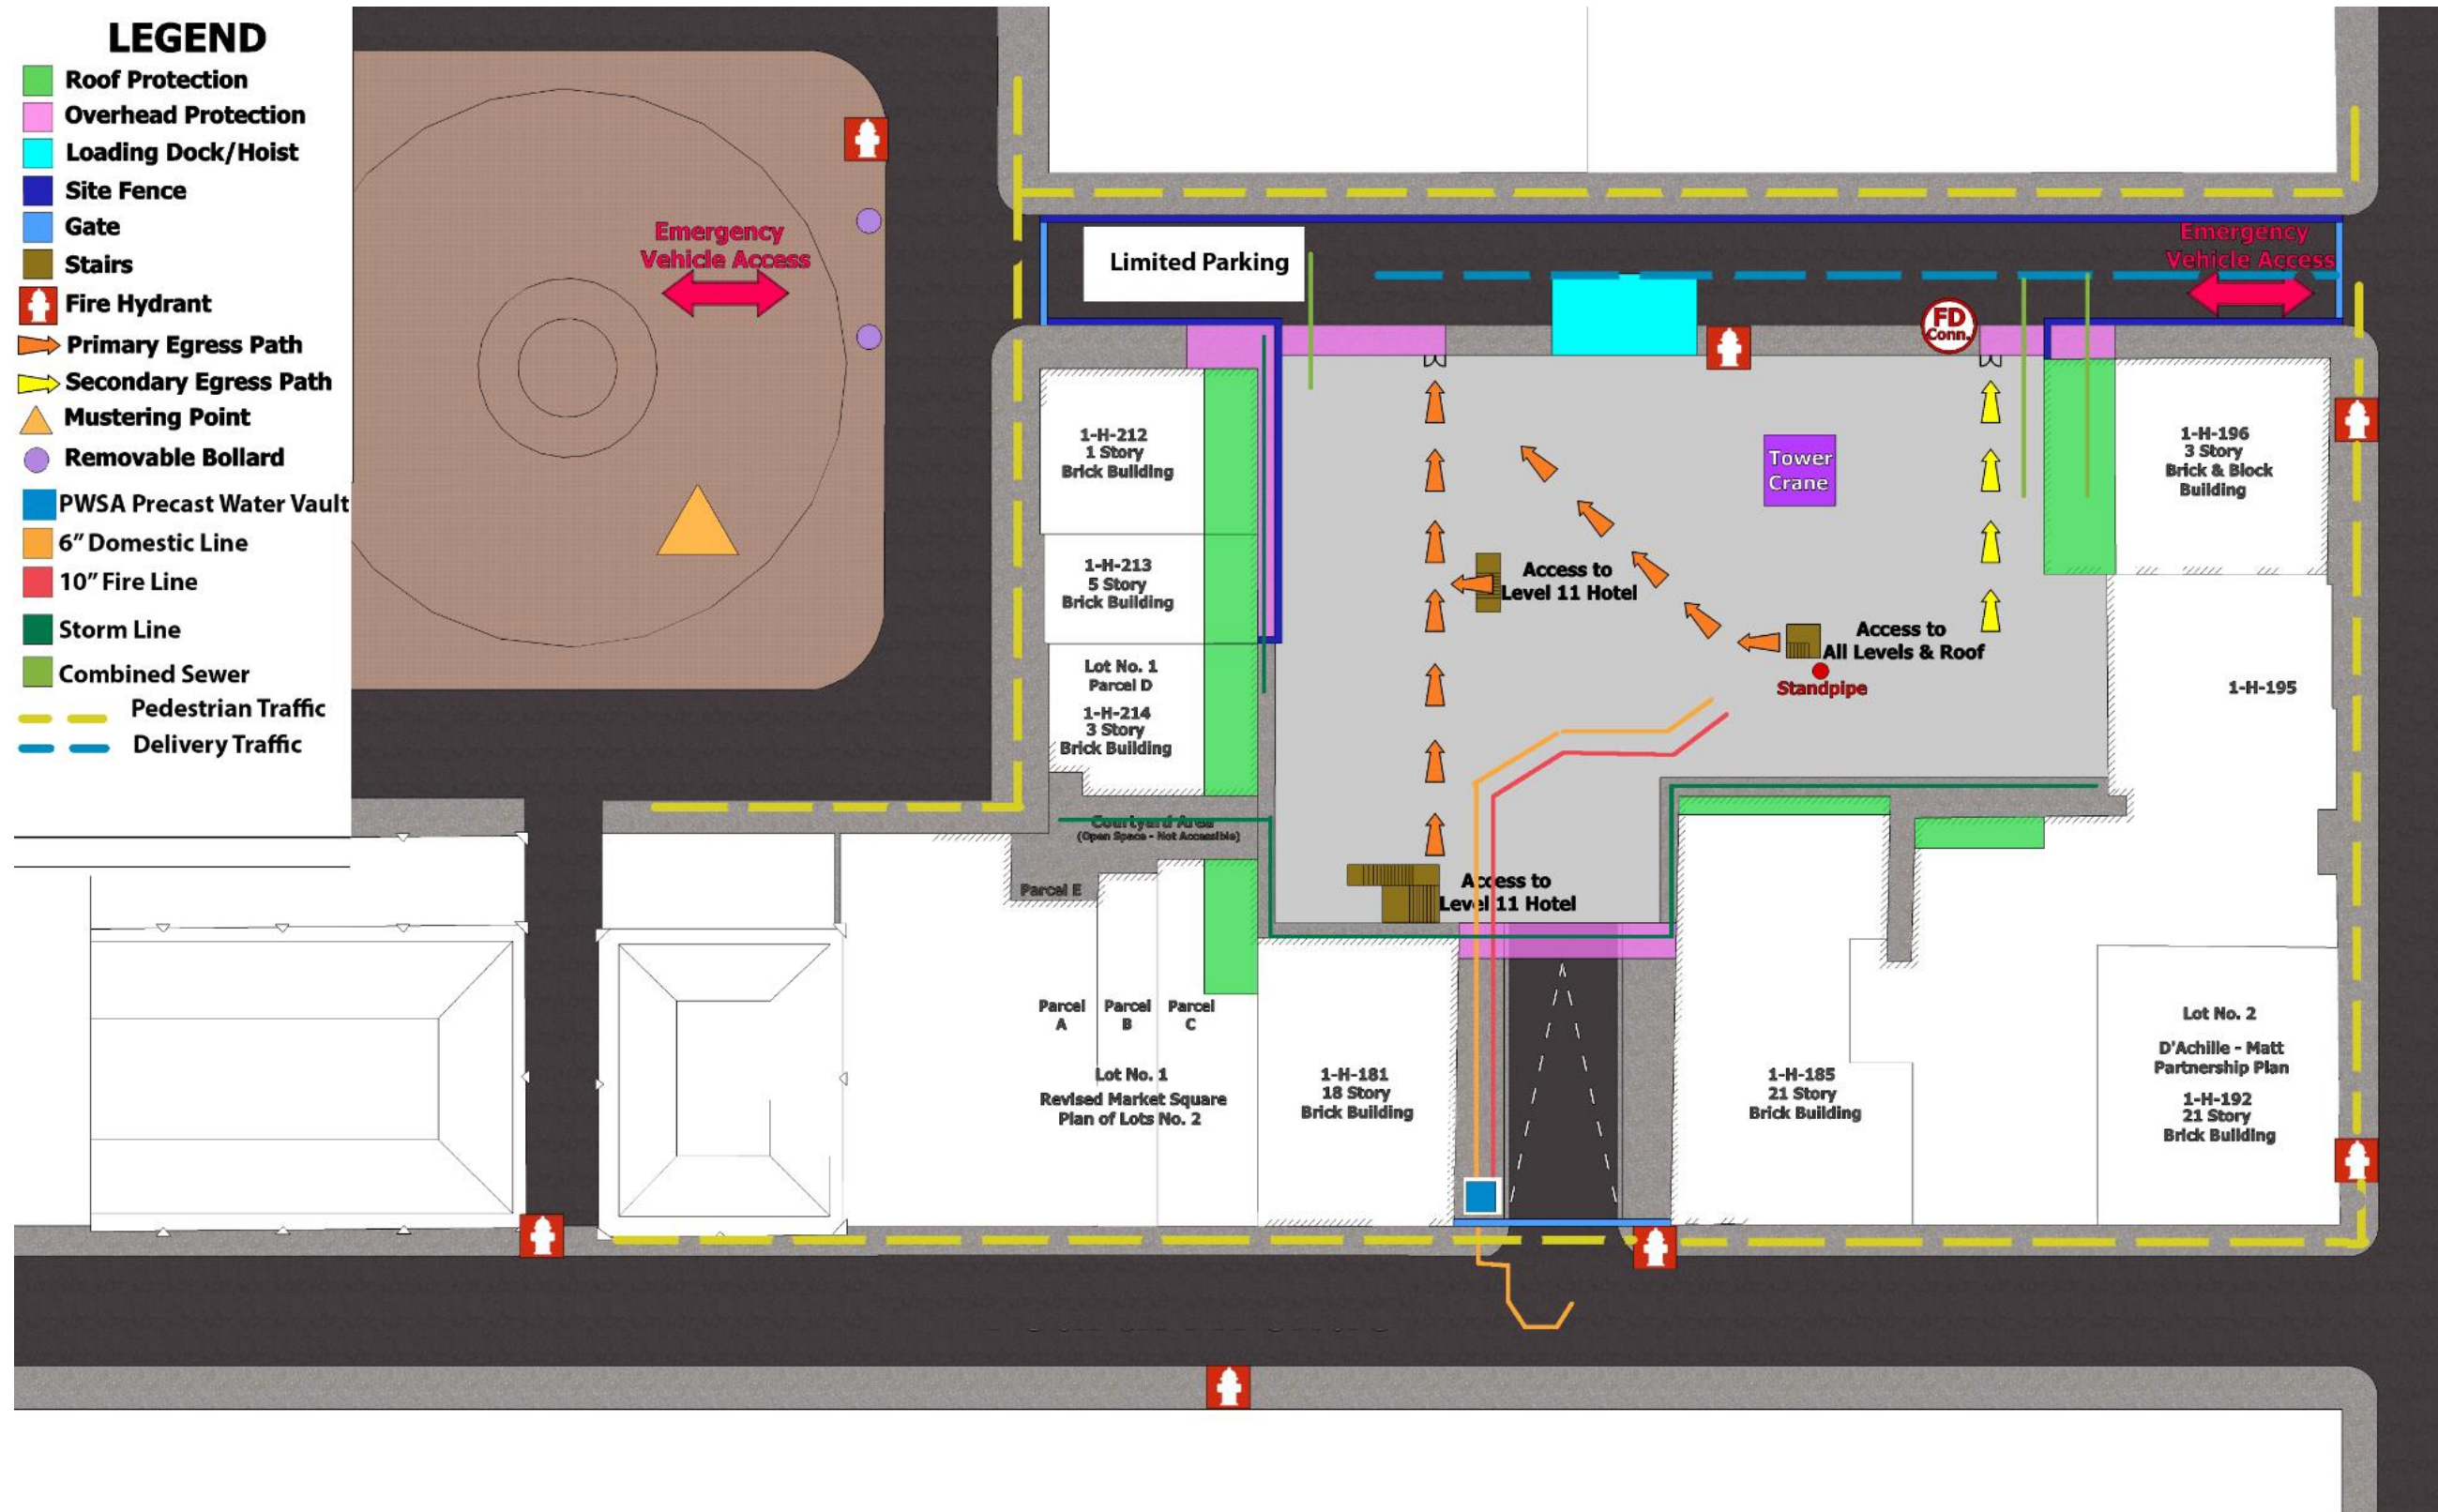 LEGEND
Roof Protection
Overhead Protection
Loading Dock/Hoist
Site Fence
Gate
Stairs
Fire Hydrant
Primary Egress Path
Secondary Egress Path
Mustering Point
Removable Bollard
PWSA Precast Water Vault
6” Domestic Line
10” Fire Line
Storm Line
Combined Sewer
Pedestrian Traffic
Delivery Traffic
Emergency
Vehicle Access
Limited Parking
Emergency
Vehicle Access
FD
Conn.
1-H-212
1 Story
Brick Building
1-H-213
5 Story
Brick Building
Lot No. 1
Parcel D
1-H-214
3 Story
Brick Building
Courtyard Area
(Open Space - Not Accessible)
Parcel E
Tower
Crane
Access to
Level 11 Hotel
Access to
All Levels & Roof
Standpipe
Access to
Level 11 Hotel
1-H-196
3 Story
Brick & Block
Building
1-H-195
Parcel
A
Parcel
B
Parcel
C
Lot No. 1
Revised Market Square
Plan of Lots No. 2
1-H-181
18 Story
Brick Building
1-H-185
21 Story
Brick Building
Lot No. 2
D'Achille - Matt
Partnership Plan
1-H-192
21 Story
Brick Building